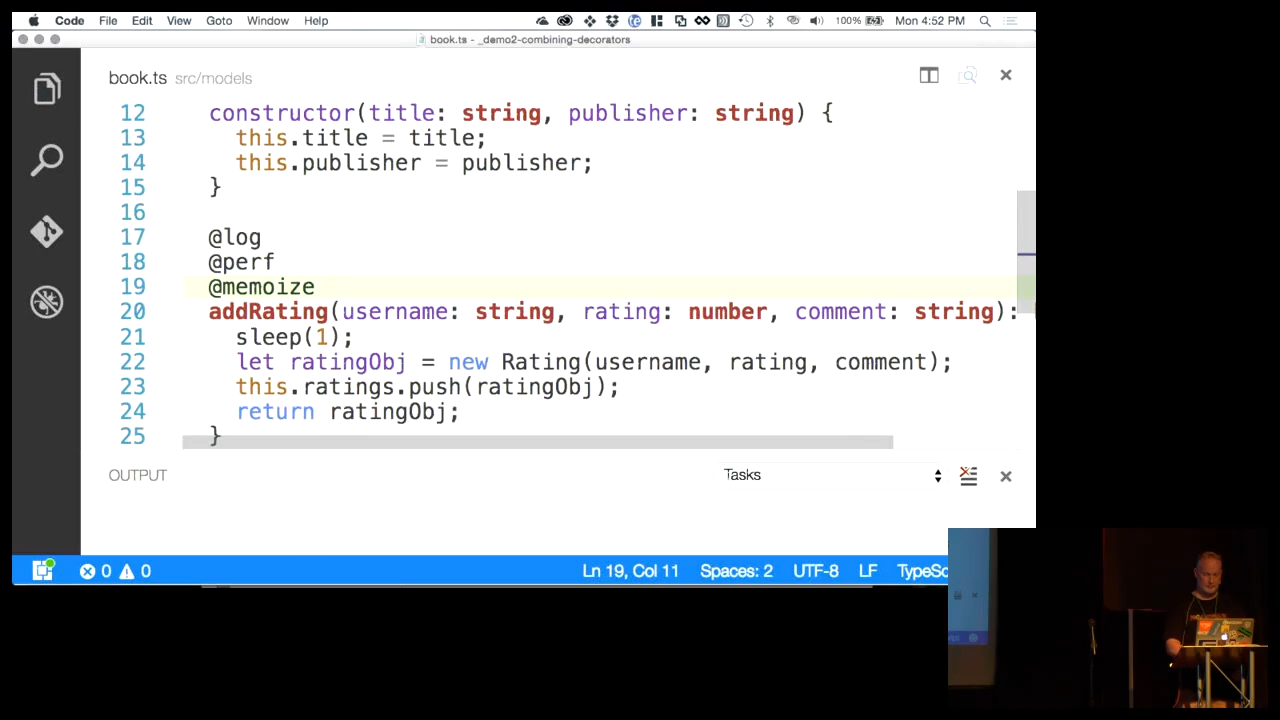 Code File Edit View Goto Window Help 100% Mon 4:52 PM
book.ts - _demo2-combining-decorators
book.ts src/models
12 constructor(title: string, publisher: string) {
13 this.title = title;
14 this.publisher = publisher;
15 }
16
17 @log
18 @perf
19 @memoize
20 addRating(username: string, rating: number, comment: string):
21 sleep(1);
22 let ratingObj = new Rating(username, rating, comment);
23 this.ratings.push(ratingObj);
24 return ratingObj;
25 }
OUTPUT Tasks
0 0 Ln 19, Col 11 Spaces: 2 UTF-8 LF TypeSc